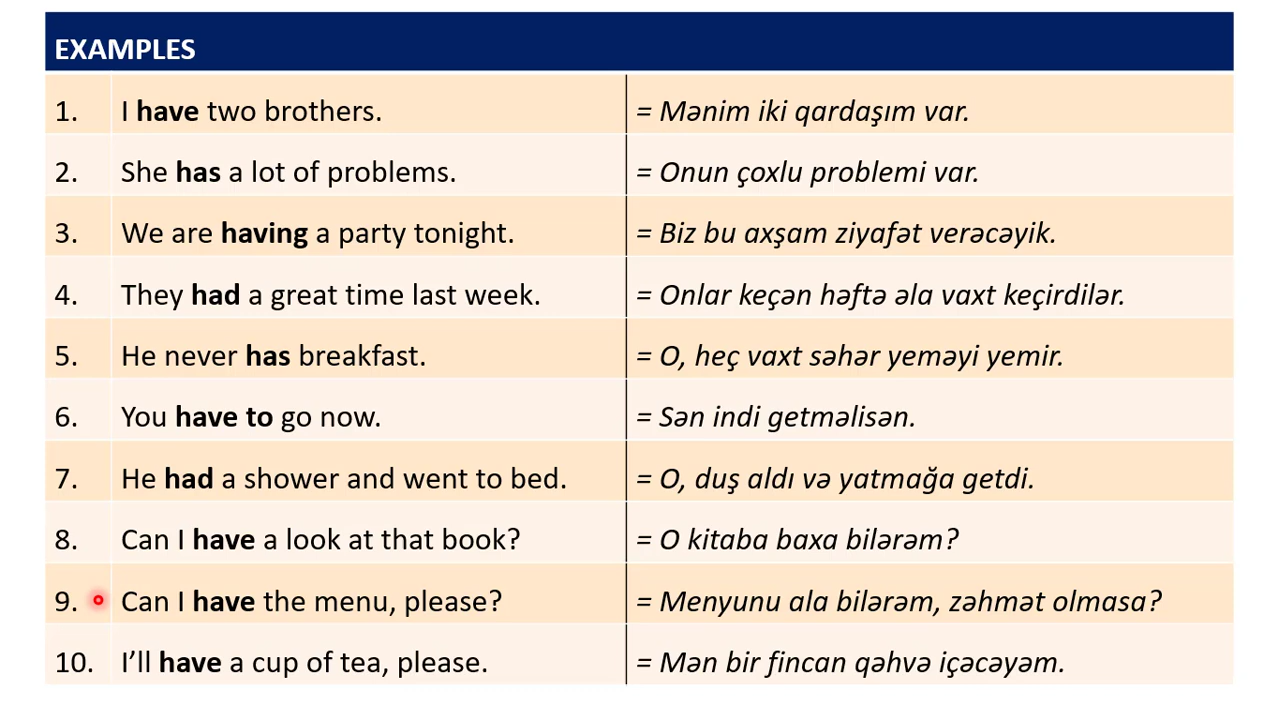 EXAMPLES
1. I have two brothers. = Mənim iki qardaşım var.
2. She has a lot of problems. = Onun çoxlu problemi var.
3. We are having a party tonight. = Biz bu axşam ziyafət verəcəyik.
4. They had a great time last week. = Onlar keçən həftə əla vaxt keçirdilər.
5. He never has breakfast. = O, heç vaxt səhər yeməyi yemir.
6. You have to go now. = Sən indi getməlisən.
7. He had a shower and went to bed. = O, duş aldı və yatmağa getdi.
8. Can I have a look at that book? = O kitaba baxa bilərəm?
9. Can I have the menu, please? = Menyunu ala bilərəm, zəhmət olmasa?
10. I’ll have a cup of tea, please. = Mən bir fincan qəhvə içəcəyəm.